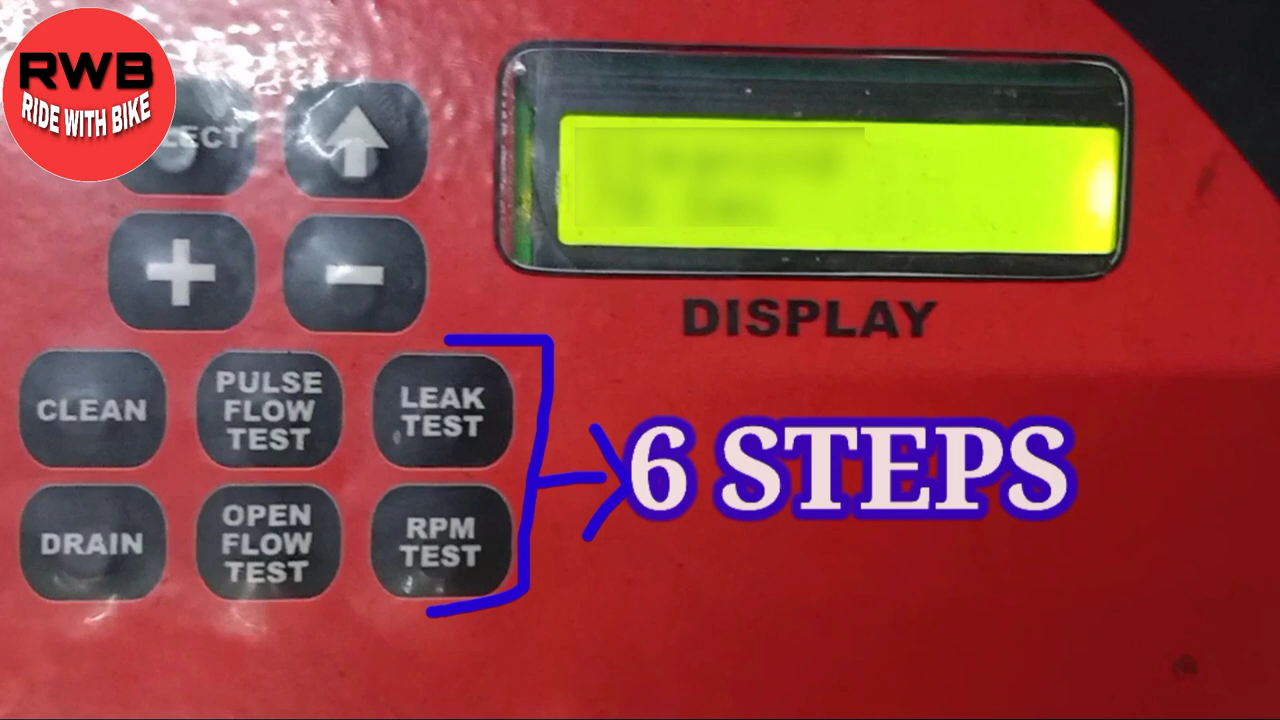 RWB
RIDE WITH BIKE
DISPLAY
CLEAN
PULSE
FLOW
TEST
LEAK
TEST
6 STEPS
DRAIN
OPEN
FLOW
TEST
RPM
TEST